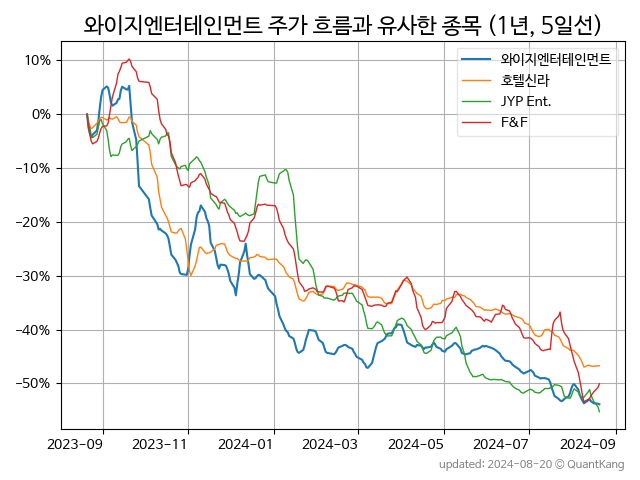 와이지엔터테인먼트 주가 흐름과 유사한 종목 (1년, 5일선)
와이지엔터테인먼트
호텔신라
JYP Ent.
F&F
10%
0%
−10%
−20%
−30%
−40%
−50%
2023-09 2023-11 2024-01 2024-03 2024-05 2024-07 2024-09
updated: 2024-08-20 © QuantKang